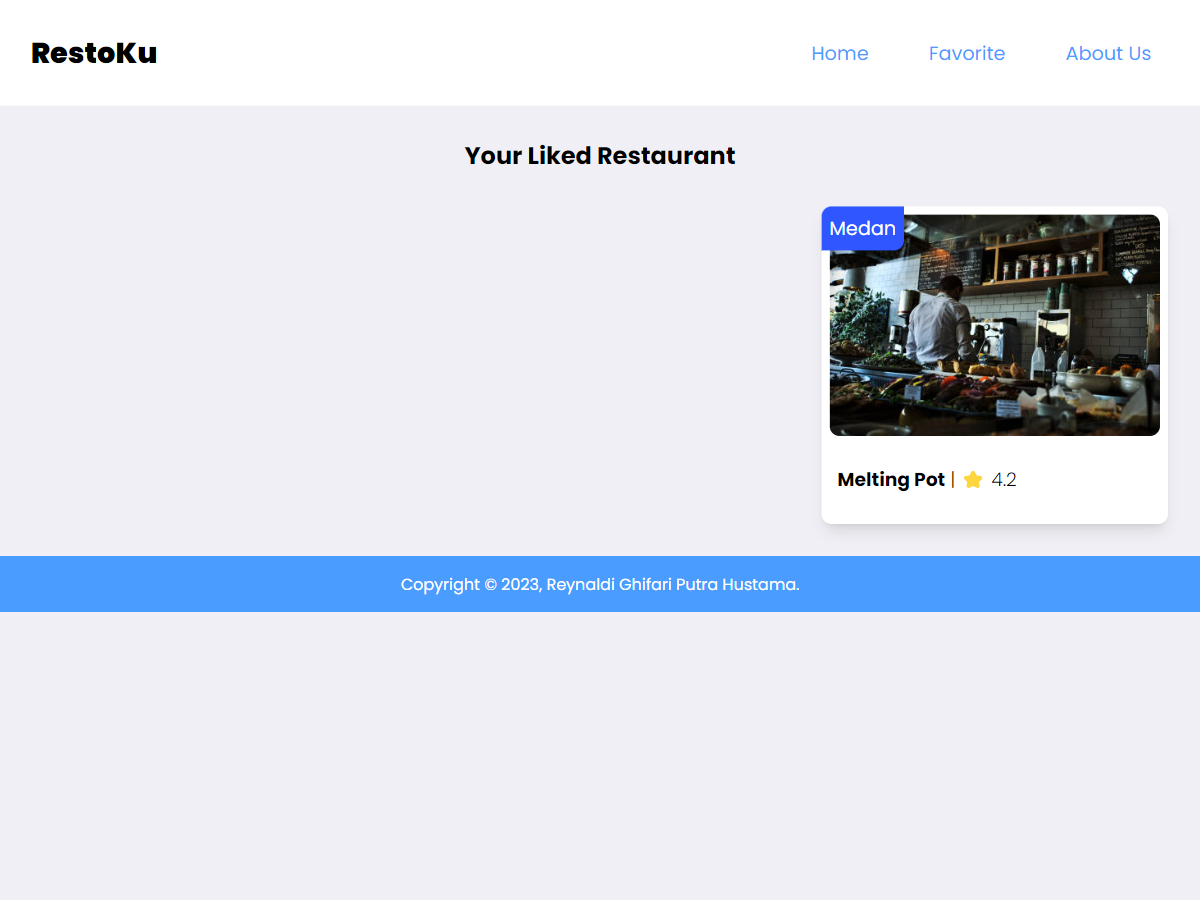 RestoKu
Home
Favorite
About Us
Your Liked Restaurant
Medan
Melting Pot | 4.2
Copyright © 2023, Reynaldi Ghifari Putra Hustama.